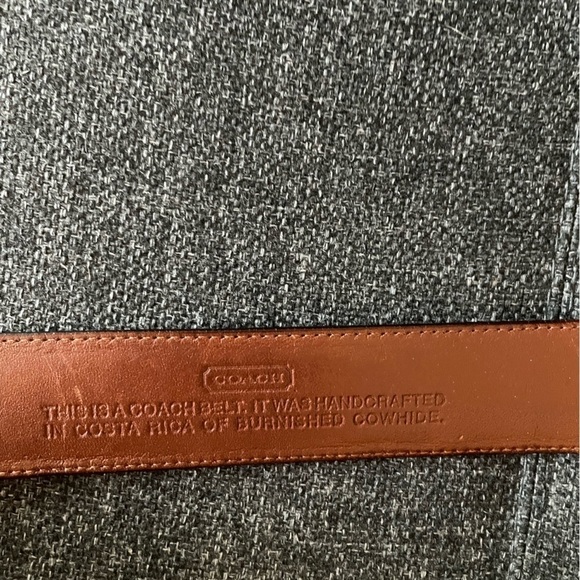 COACH
THIS IS A COACH BELT. IT WAS HANDCRAFTED
IN COSTA RICA OF BURNISHED COWHIDE.